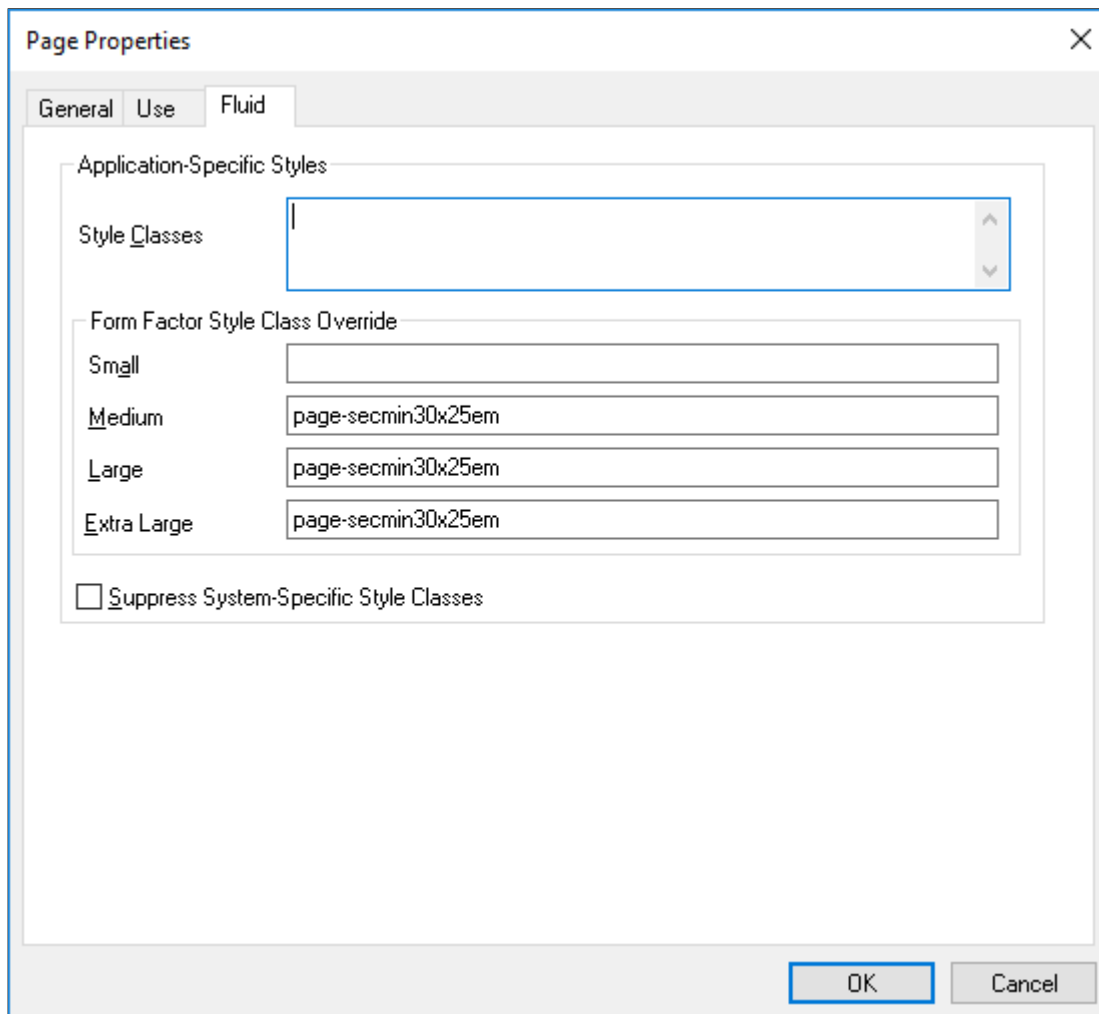 Page Properties
General Use Fluid
Application-Specific Styles
Style Classes
Form Factor Style Class Override
Small
Medium page-secmin30x25em
Large page-secmin30x25em
Extra Large page-secmin30x25em
Suppress System-Specific Style Classes
OK Cancel